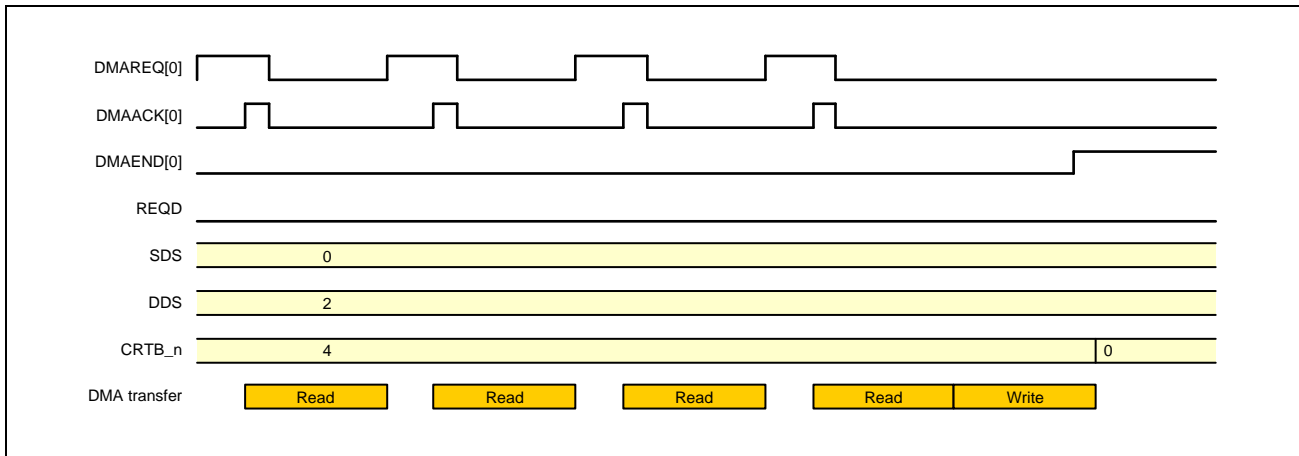 DMAREQ[0]
DMAACK[0]
DMAEND[0]
REQD
SDS 0
DDS 2
CRTB_n 4 0
DMA transfer Read Read Read Read Write